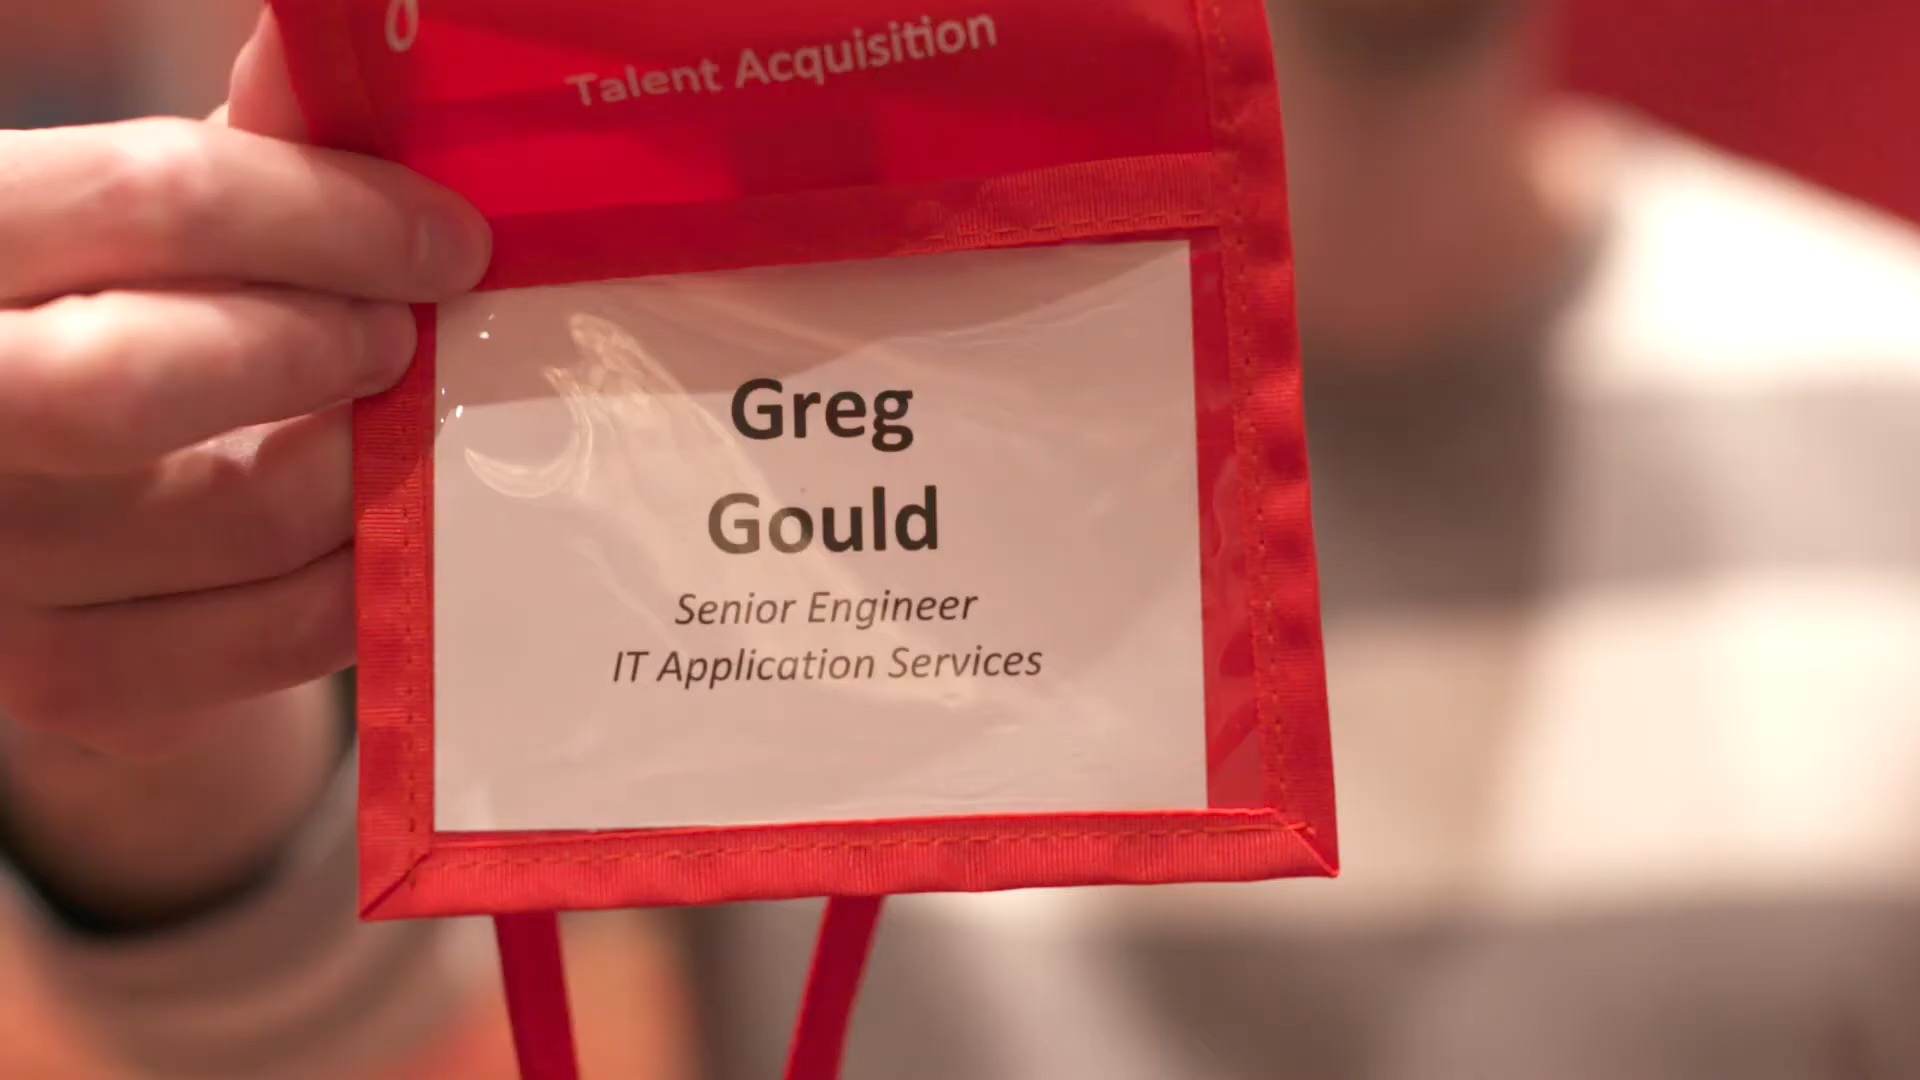 Talent Acquisition
Greg
Gould
Senior Engineer
IT Application Services